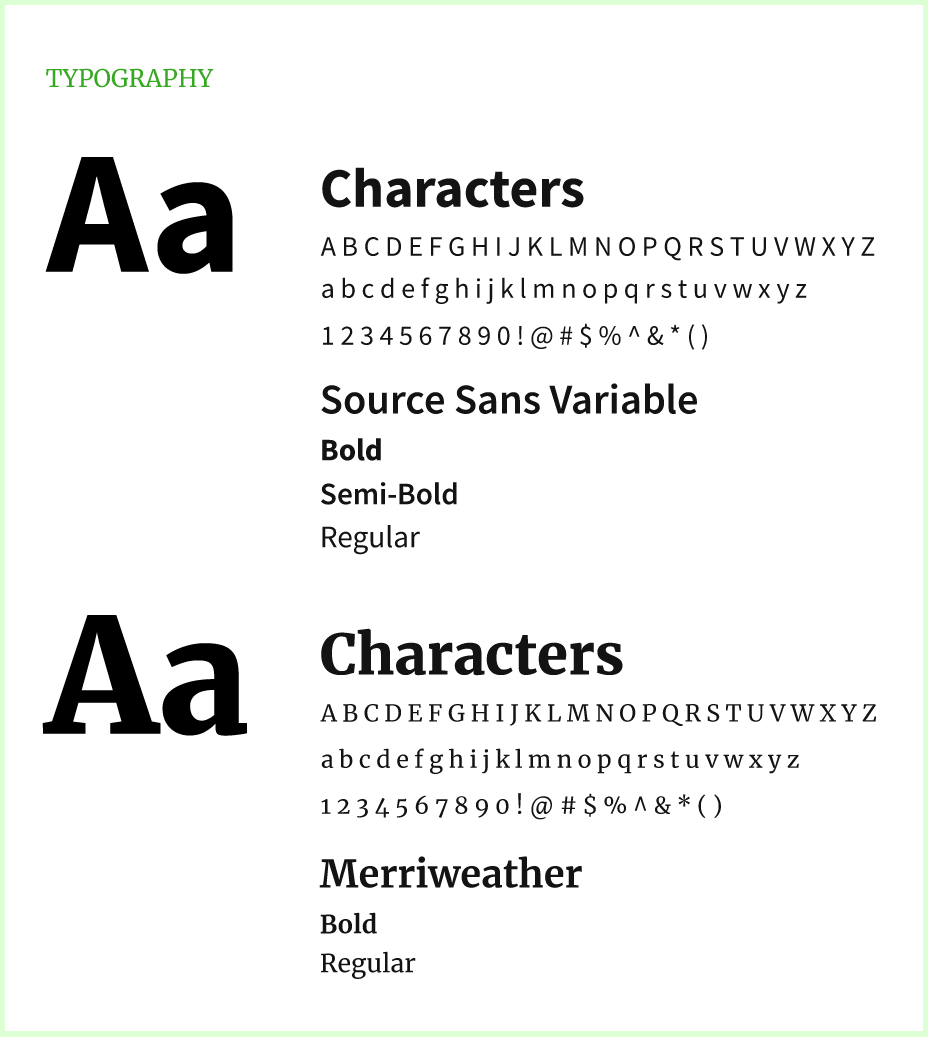 TYPOGRAPHY
Aa
Characters
A B C D E F G H I J K L M N O P Q R S T U V W X Y Z
a b c d e f g h i j k l m n o p q r s t u v w x y z
1 2 3 4 5 6 7 8 9 0 ! @ # $ % ^ & * ( )
Source Sans Variable
Bold
Semi-Bold
Regular
Aa
Characters
A B C D E F G H I J K L M N O P Q R S T U V W X Y Z
a b c d e f g h i j k l m n o p q r s t u v w x y z
1 2 3 4 5 6 7 8 9 0 ! @ # $ % ^ & * ( )
Merriweather
Bold
Regular